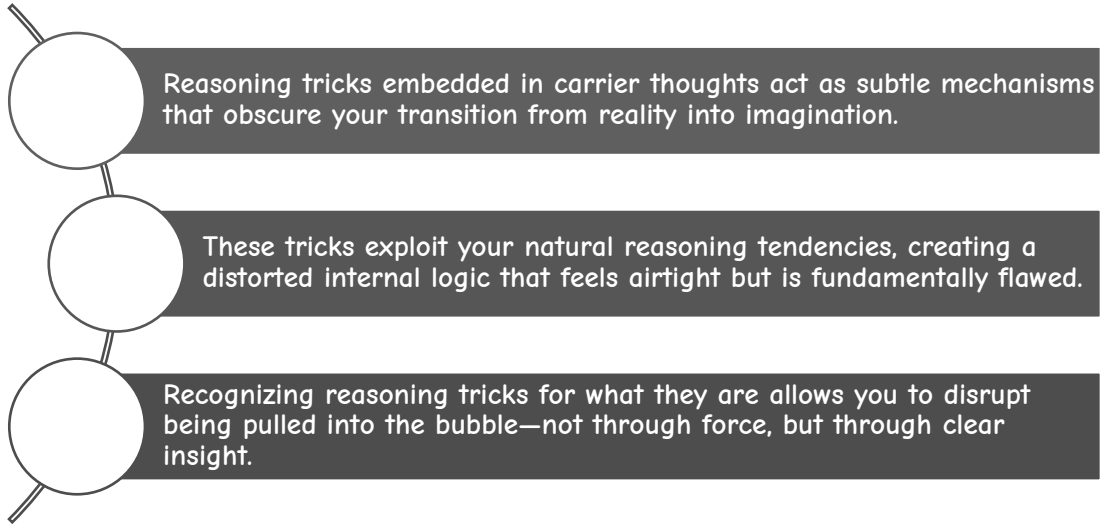 Reasoning tricks embedded in carrier thoughts act as subtle mechanisms
that obscure your transition from reality into imagination.
These tricks exploit your natural reasoning tendencies, creating a
distorted internal logic that feels airtight but is fundamentally flawed.
Recognizing reasoning tricks for what they are allows you to disrupt
being pulled into the bubble—not through force, but through clear
insight.